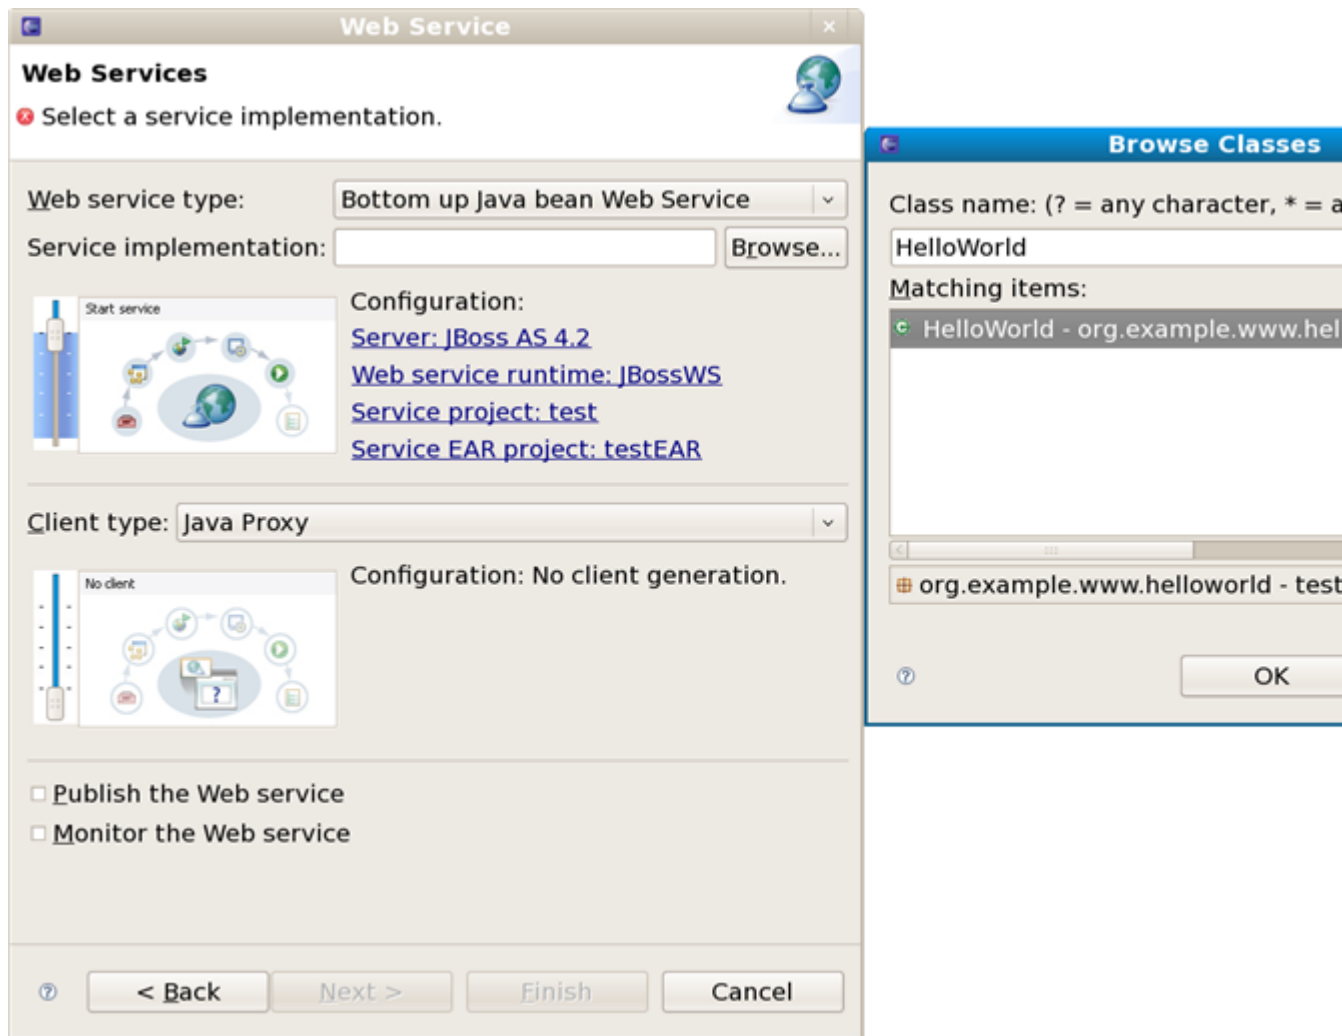 Web Service
Web Services
Select a service implementation.
Web service type: Bottom up Java bean Web Service
Service implementation: Browse...
Start service
Configuration:
Server: JBoss AS 4.2
Web service runtime: JBossWS
Service project: test
Service EAR project: testEAR
Client type: Java Proxy
No client
Configuration: No client generation.
Publish the Web service
Monitor the Web service
< Back Next > Finish Cancel
Browse Classes
Class name: (? = any character, * = a
HelloWorld
Matching items:
HelloWorld - org.example.www.hel
org.example.www.helloworld - test
OK